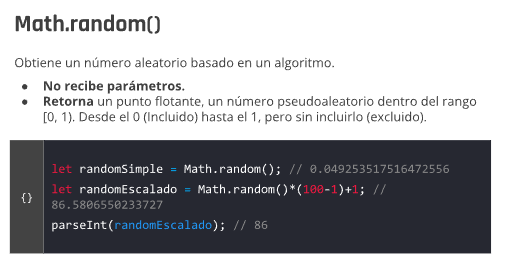 Math.random()
Obtiene un número aleatorio basado en un algoritmo.
● No recibe parámetros.
● Retorna un punto flotante, un número pseudoaleatorio dentro del rango
[0, 1). Desde el 0 (Incluido) hasta el 1, pero sin incluirlo (excluido).
let randomSimple = Math.random(); // 0.049253517516472556
let randomEscalado = Math.random()*(100-1)+1; //
{} 86.5806550233727
parseInt(randomEscalado); // 86